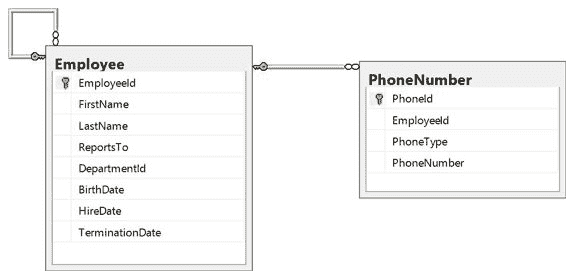 Employee
EmployeeId
FirstName
LastName
ReportsTo
DepartmentId
BirthDate
HireDate
TerminationDate
PhoneNumber
PhoneId
EmployeeId
PhoneType
PhoneNumber